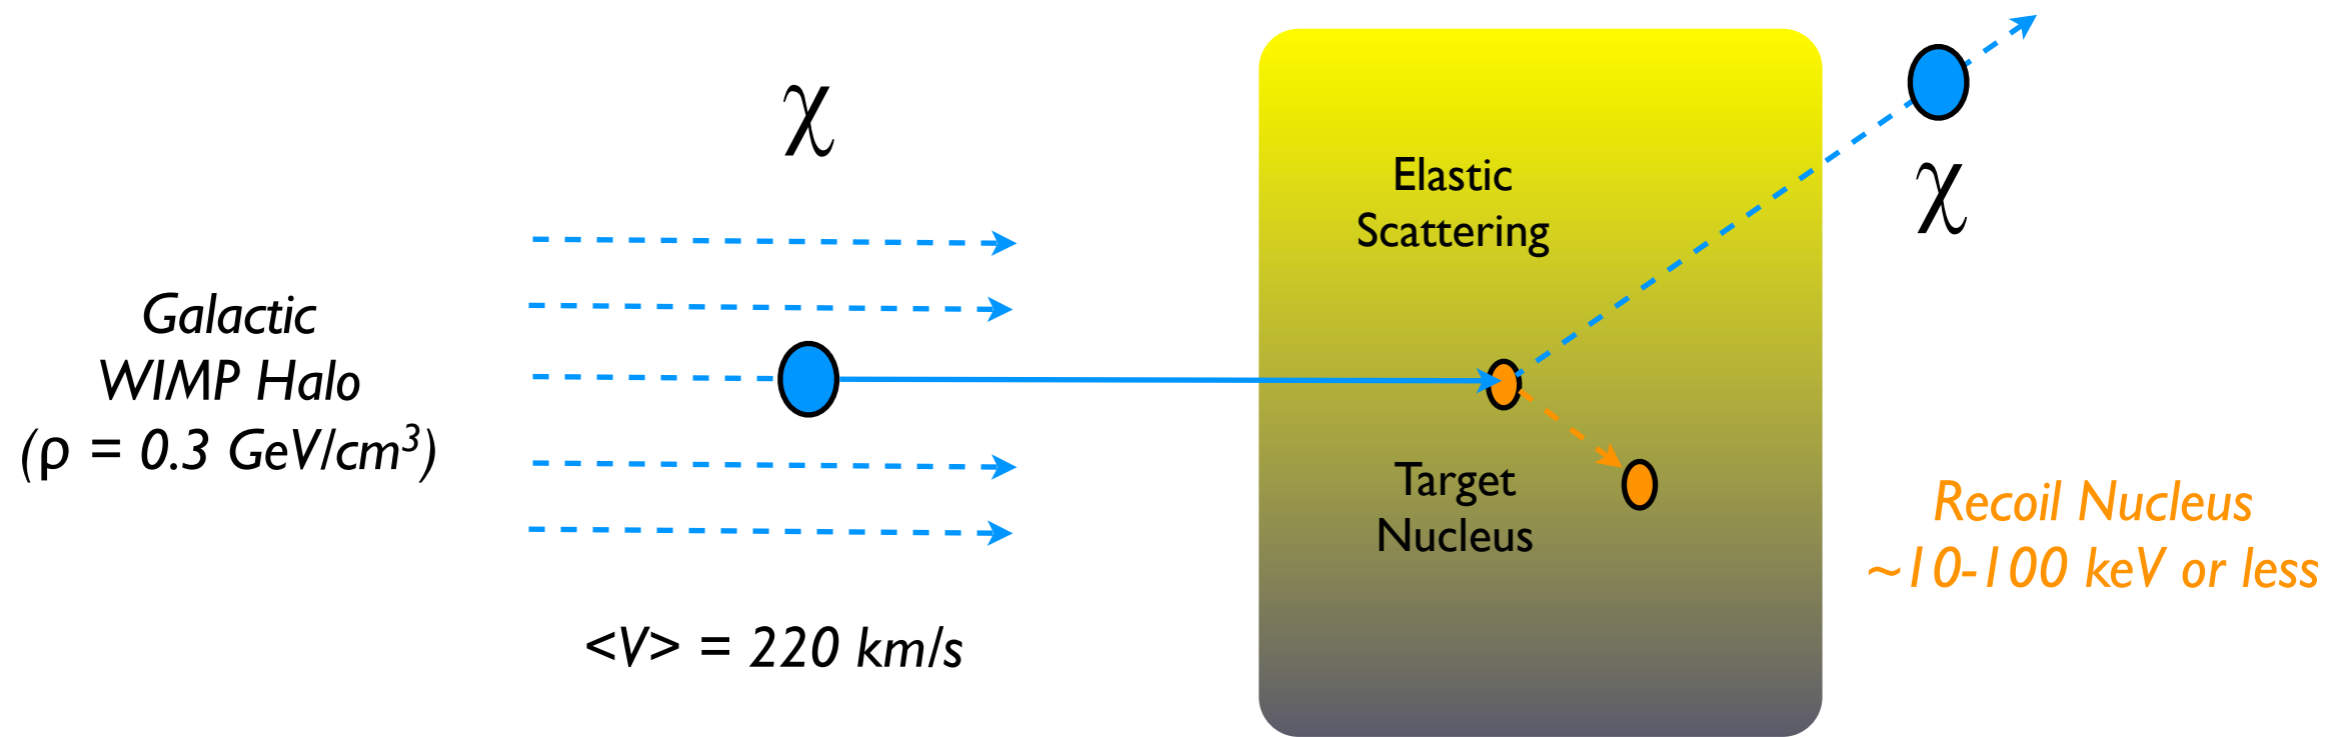 χ
Galactic
WIMP Halo
(ρ = 0.3 GeV/cm³)
<V> = 220 km/s
Elastic
Scattering
Target
Nucleus
χ
Recoil Nucleus
~10-100 keV or less